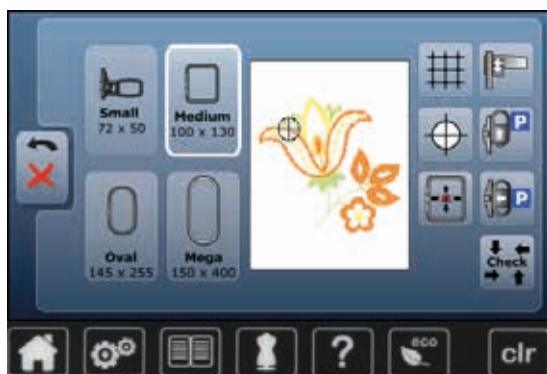 Small
72 x 50
Medium
100 x 130
Oval
145 x 255
Mega
150 x 400
P
P
Check
?
eco
clr